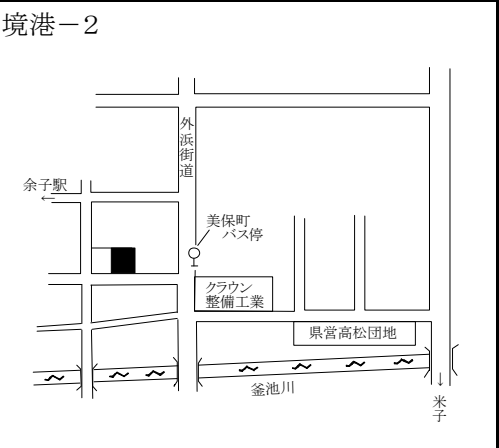 境港－2
外浜街道
余子駅
←
美保町
バス停
クラウン
整備工業
県営高松団地
釜池川
→
米子